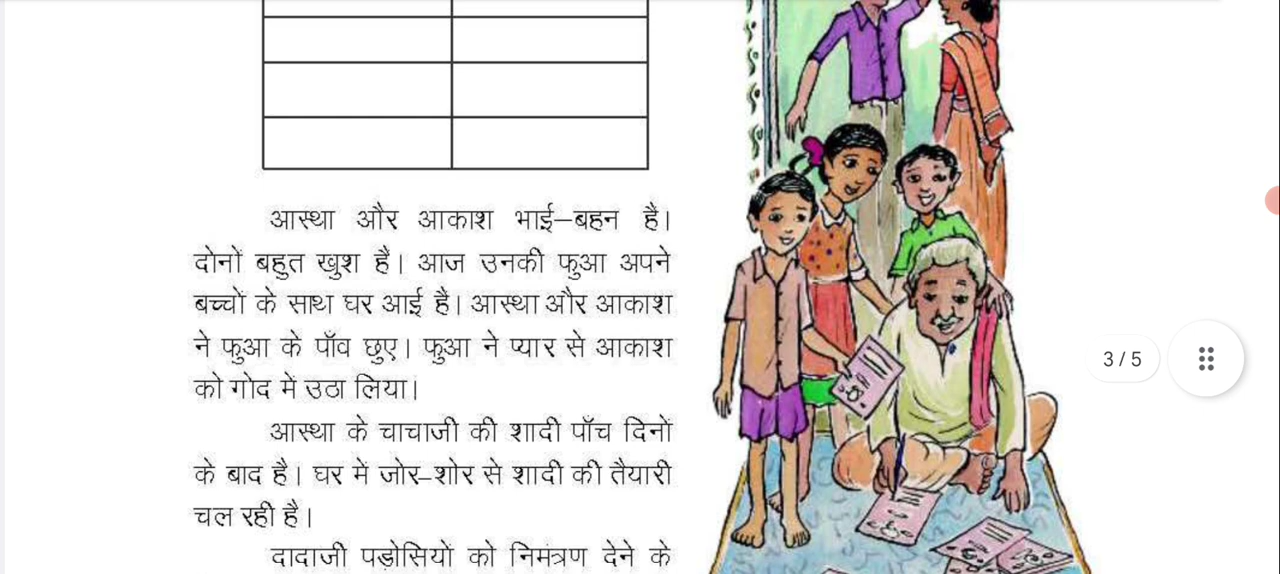 आस्था और आकाश भाई–बहन हैं।
दोनों बहुत खुश हैं। आज उनकी फुआ अपने
बच्चों के साथ घर आई हैं। आस्था और आकाश
ने फुआ के पाँव छुए। फुआ ने प्यार से आकाश
को गोद में उठा लिया।
आस्था के चाचाजी की शादी पाँच दिनों
के बाद है। घर में जोर–शोर से शादी की तैयारी
चल रही है।
दादाजी पड़ोसियों को निमंत्रण देने के
3 / 5